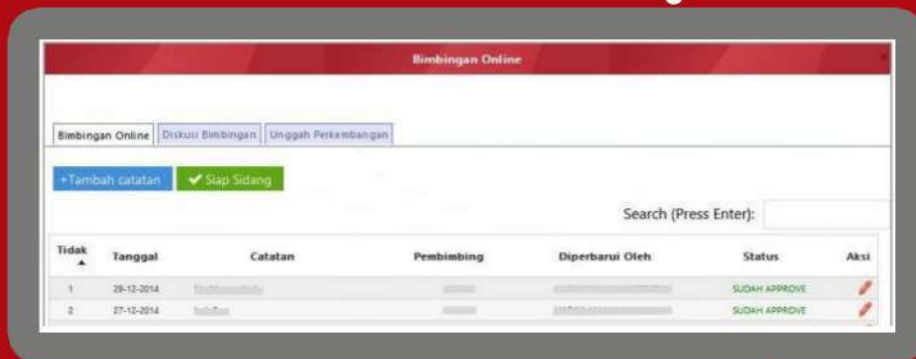 Bimbingan Online
Bimbingan Online Diskusi Bimbingan Unggah Perkembangan
+Tambah catatan ✔ Siap Sidang
Search (Press Enter):
Tidak Tanggal Catatan Pembimbing Diperbarui Oleh Status Aksi
1 29-12-2014 SUDAH APPROVE
2 27-12-2014 SUDAH APPROVE